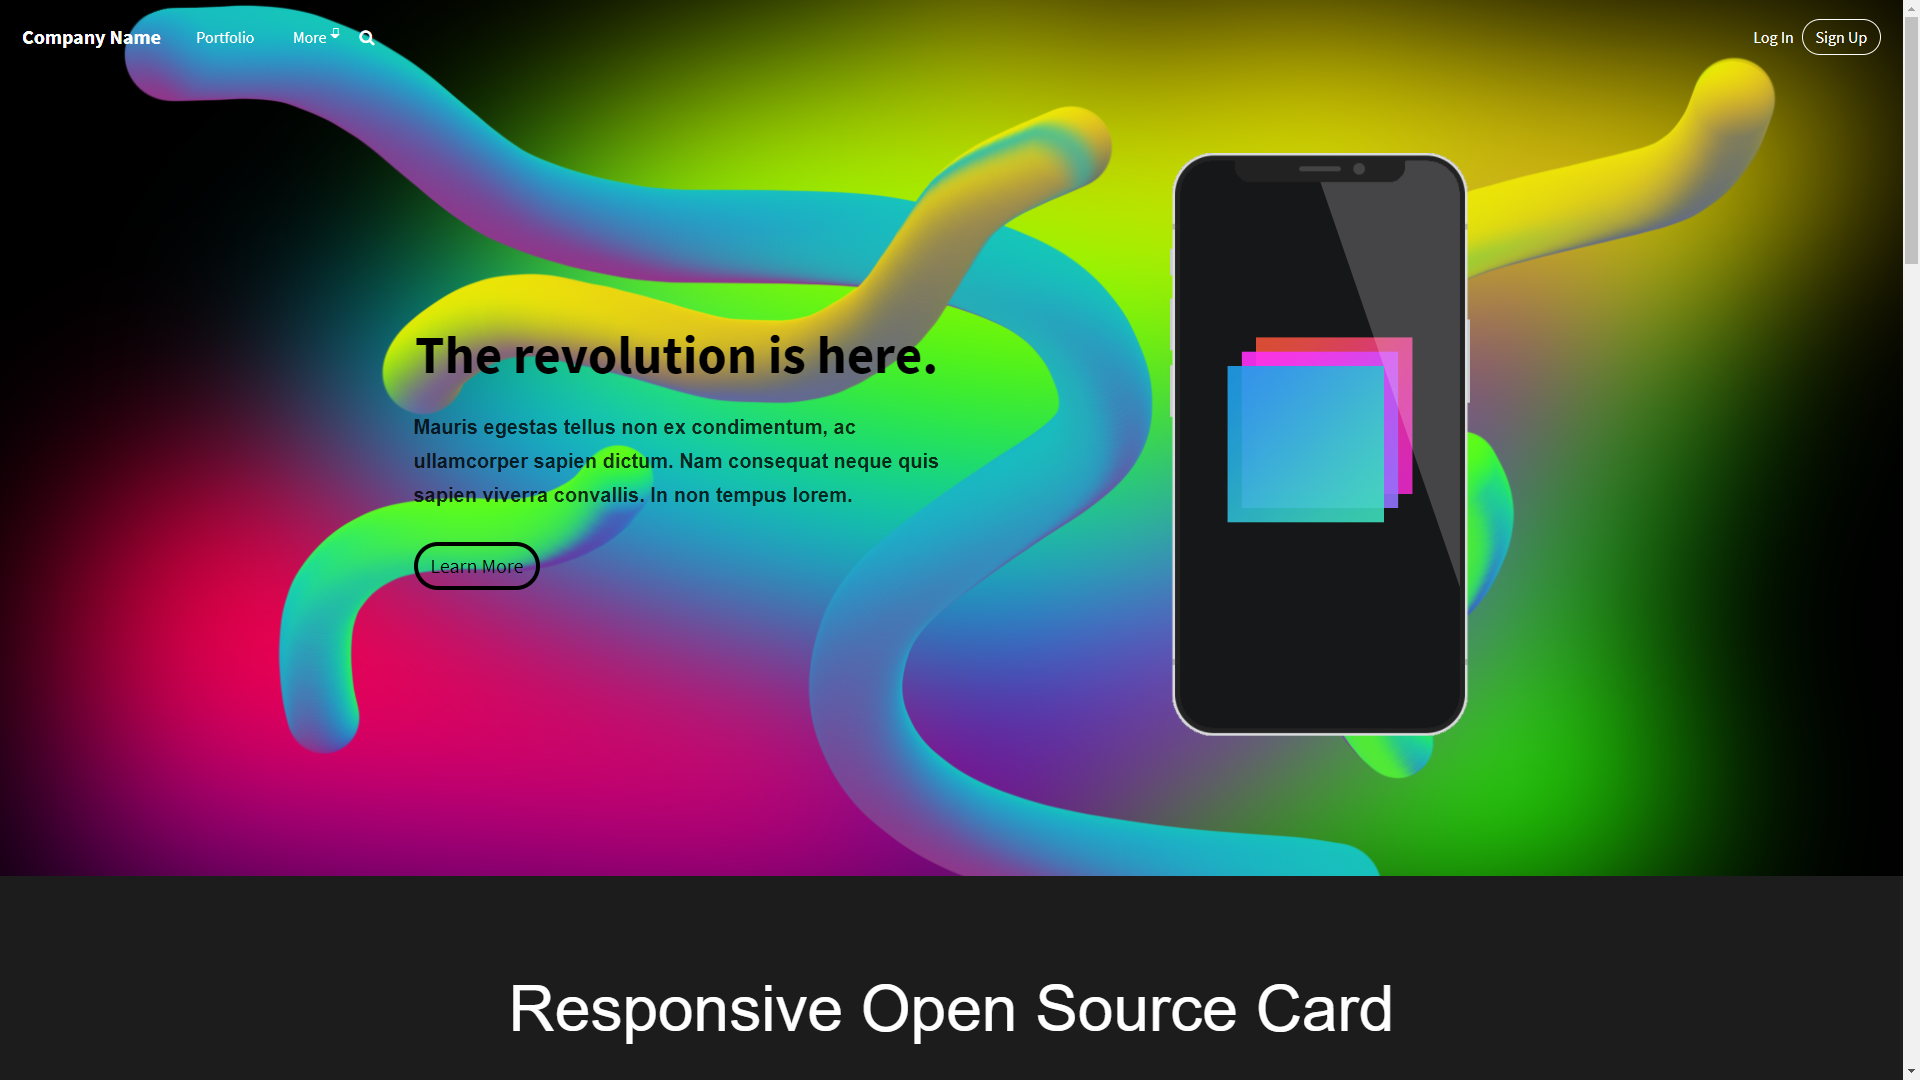 Company Name
Portfolio
More
Log In
Sign Up
The revolution is here.
Mauris egestas tellus non ex condimentum, ac
ullamcorper sapien dictum. Nam consequat neque quis
sapien viverra convallis. In non tempus lorem.
Learn More
Responsive Open Source Card